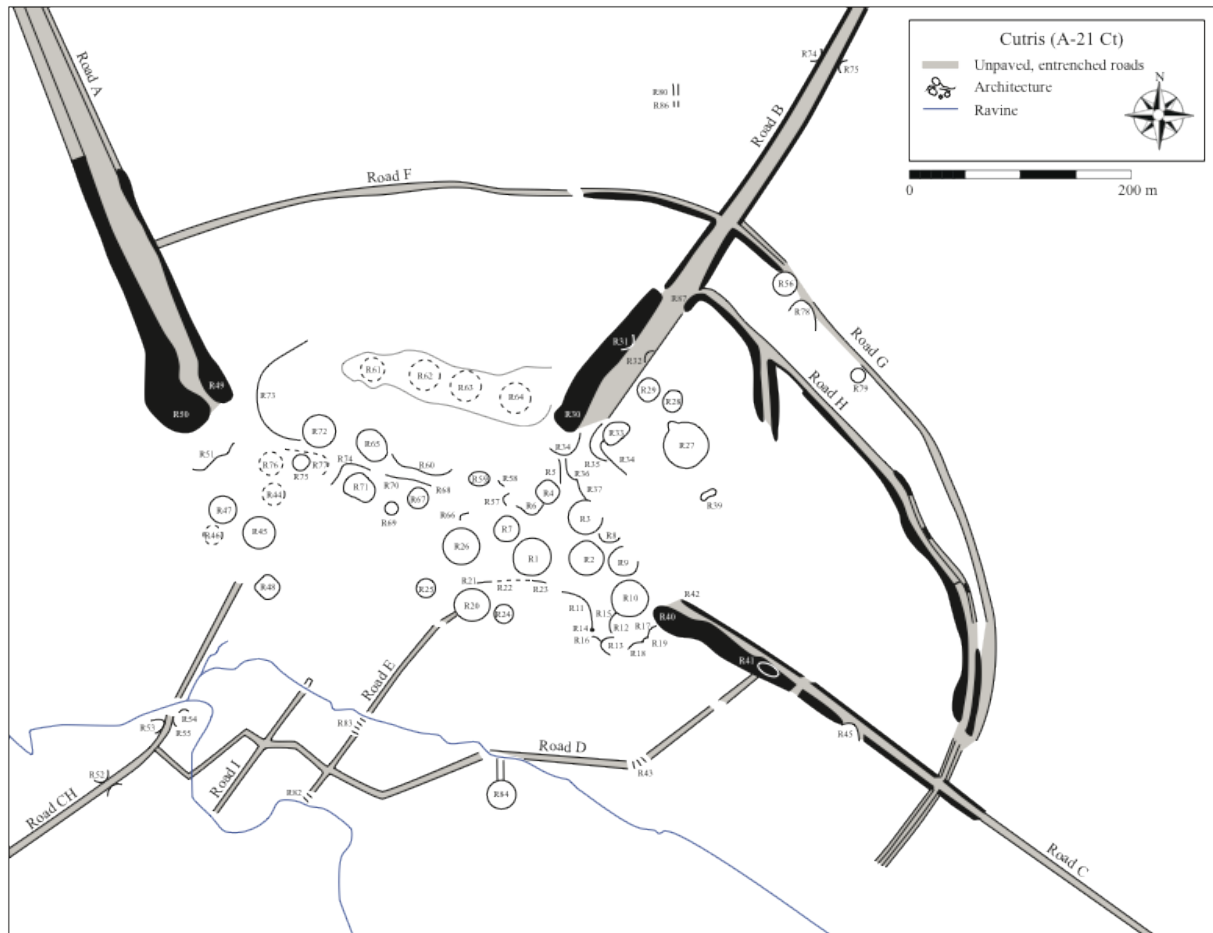 Cutris (A-21 Ct)
Unpaved, entrenched roads
Architecture
Ravine
N
0
200 m
Road A
Road B
R74
R75
R80
R86
Road F
R56
R87
R78
R31
R32
Road G
R79
Road H
R61
R62
R63
R64
R49
R50
R73
R29
R28
R30
R33
R27
R34
R34
R35
R72
R65
R51
R76
R77
R75
R74
R60
R71
R70
R68
R59
R58
R5
R36
R4
R37
R39
R44
R67
R57
R6
R47
R69
R66
R3
R46
R45
R26
R7
R1
R2
R8
R9
R48
R25
R21
R22
R23
R20
R24
R11
R10
R15
R14
R12
R17
R16
R13
R18
R19
R40
R42
R41
Road E
R54
R53
R55
R83
R52
Road D
R43
R45
Road I
R82
R84
Road CH
Road C